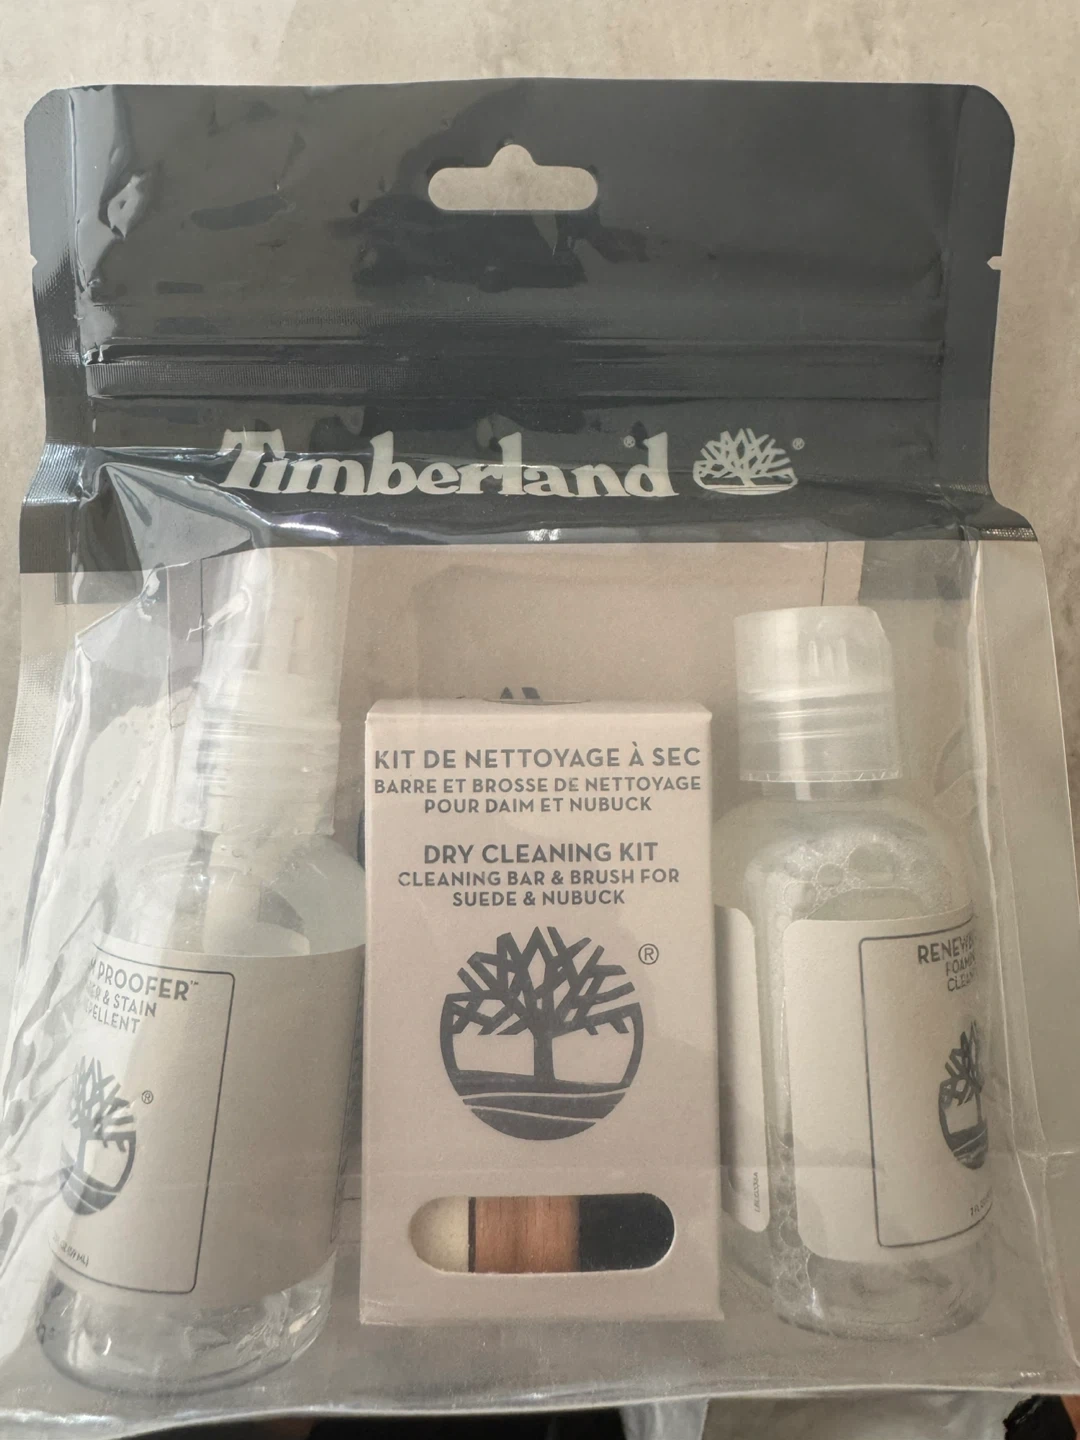 Timberland®
®
KIT DE NETTOYAGE À SEC
BARRE ET BROSSE DE NETTOYAGE
POUR DAIM ET NUBUCK
DRY CLEANING KIT
CLEANING BAR & BRUSH FOR
SUEDE & NUBUCK
®
PROOFER™
& STAIN
®